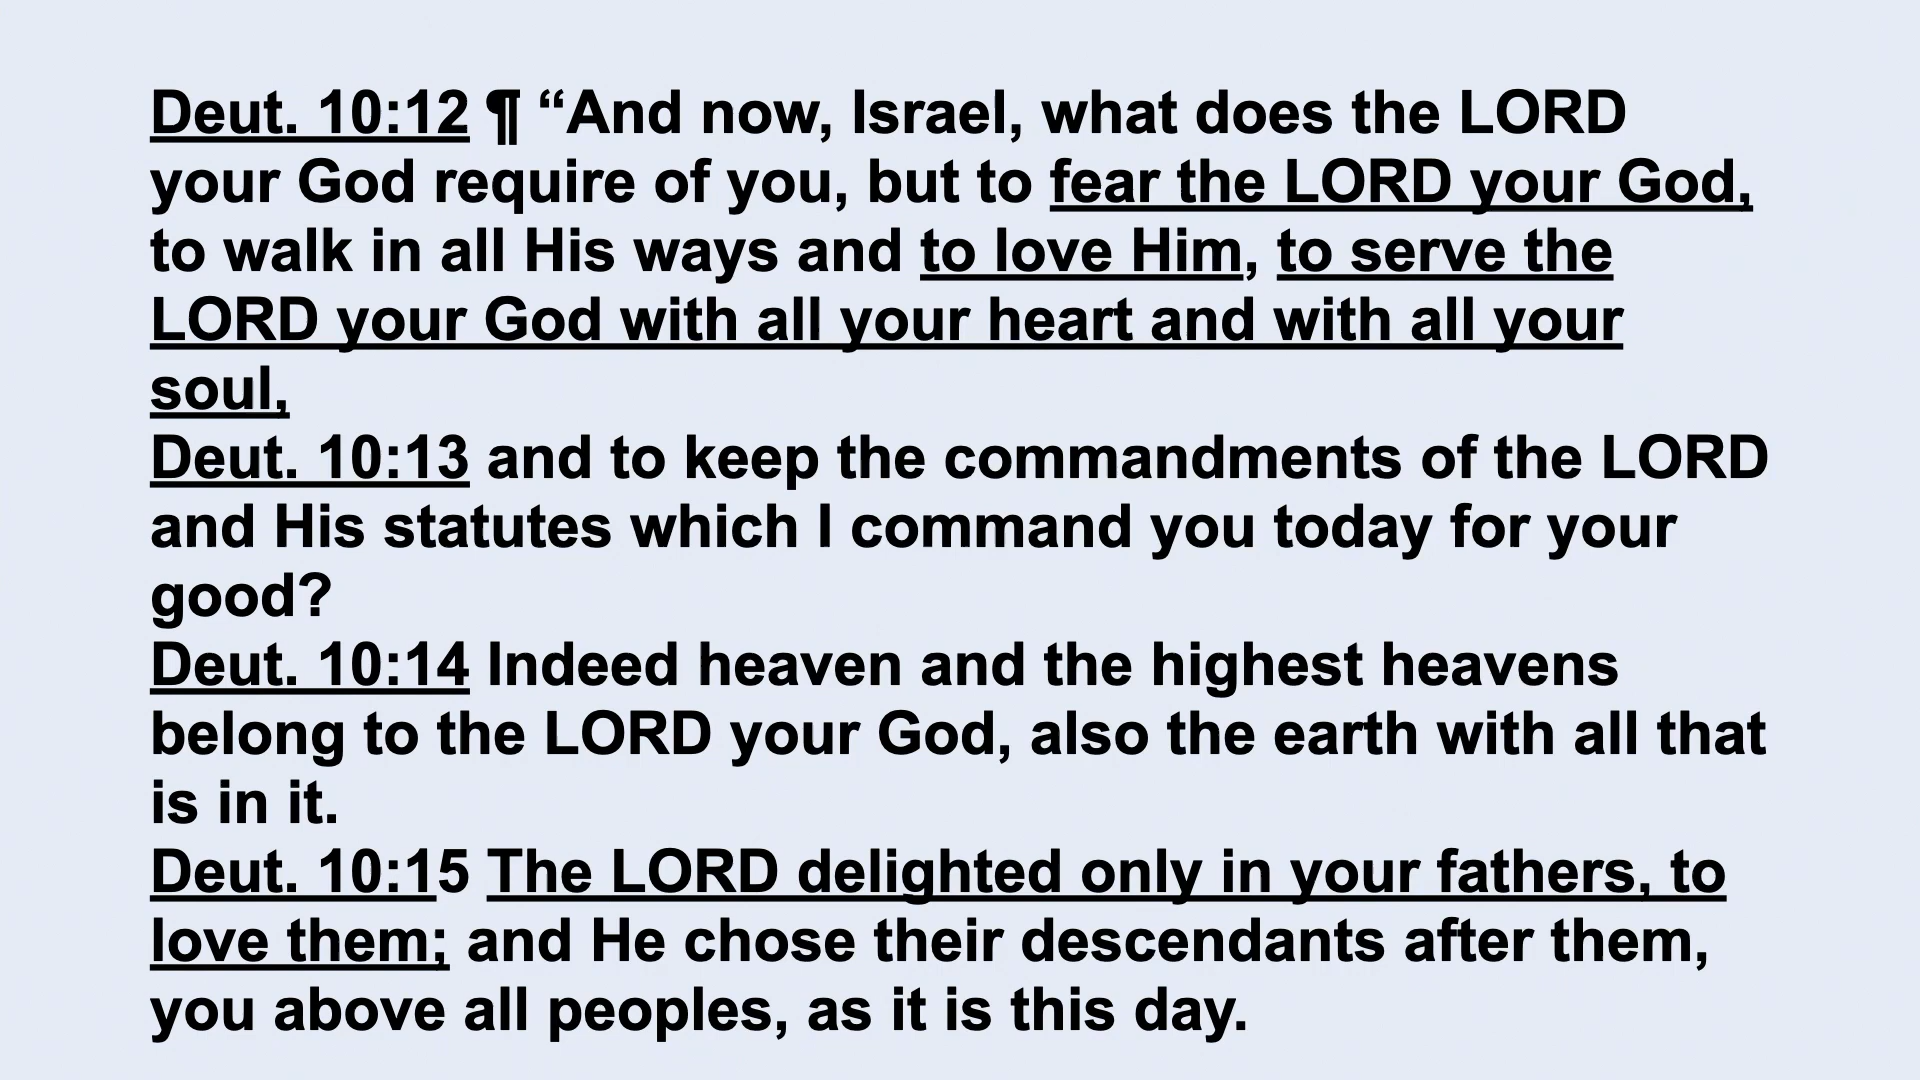 Deut. 10:12 ¶ “And now, Israel, what does the LORD
your God require of you, but to fear the LORD your God,
to walk in all His ways and to love Him, to serve the
LORD your God with all your heart and with all your
soul,
Deut. 10:13 and to keep the commandments of the LORD
and His statutes which I command you today for your
good?
Deut. 10:14 Indeed heaven and the highest heavens
belong to the LORD your God, also the earth with all that
is in it.
Deut. 10:15 The LORD delighted only in your fathers, to
love them; and He chose their descendants after them,
you above all peoples, as it is this day.